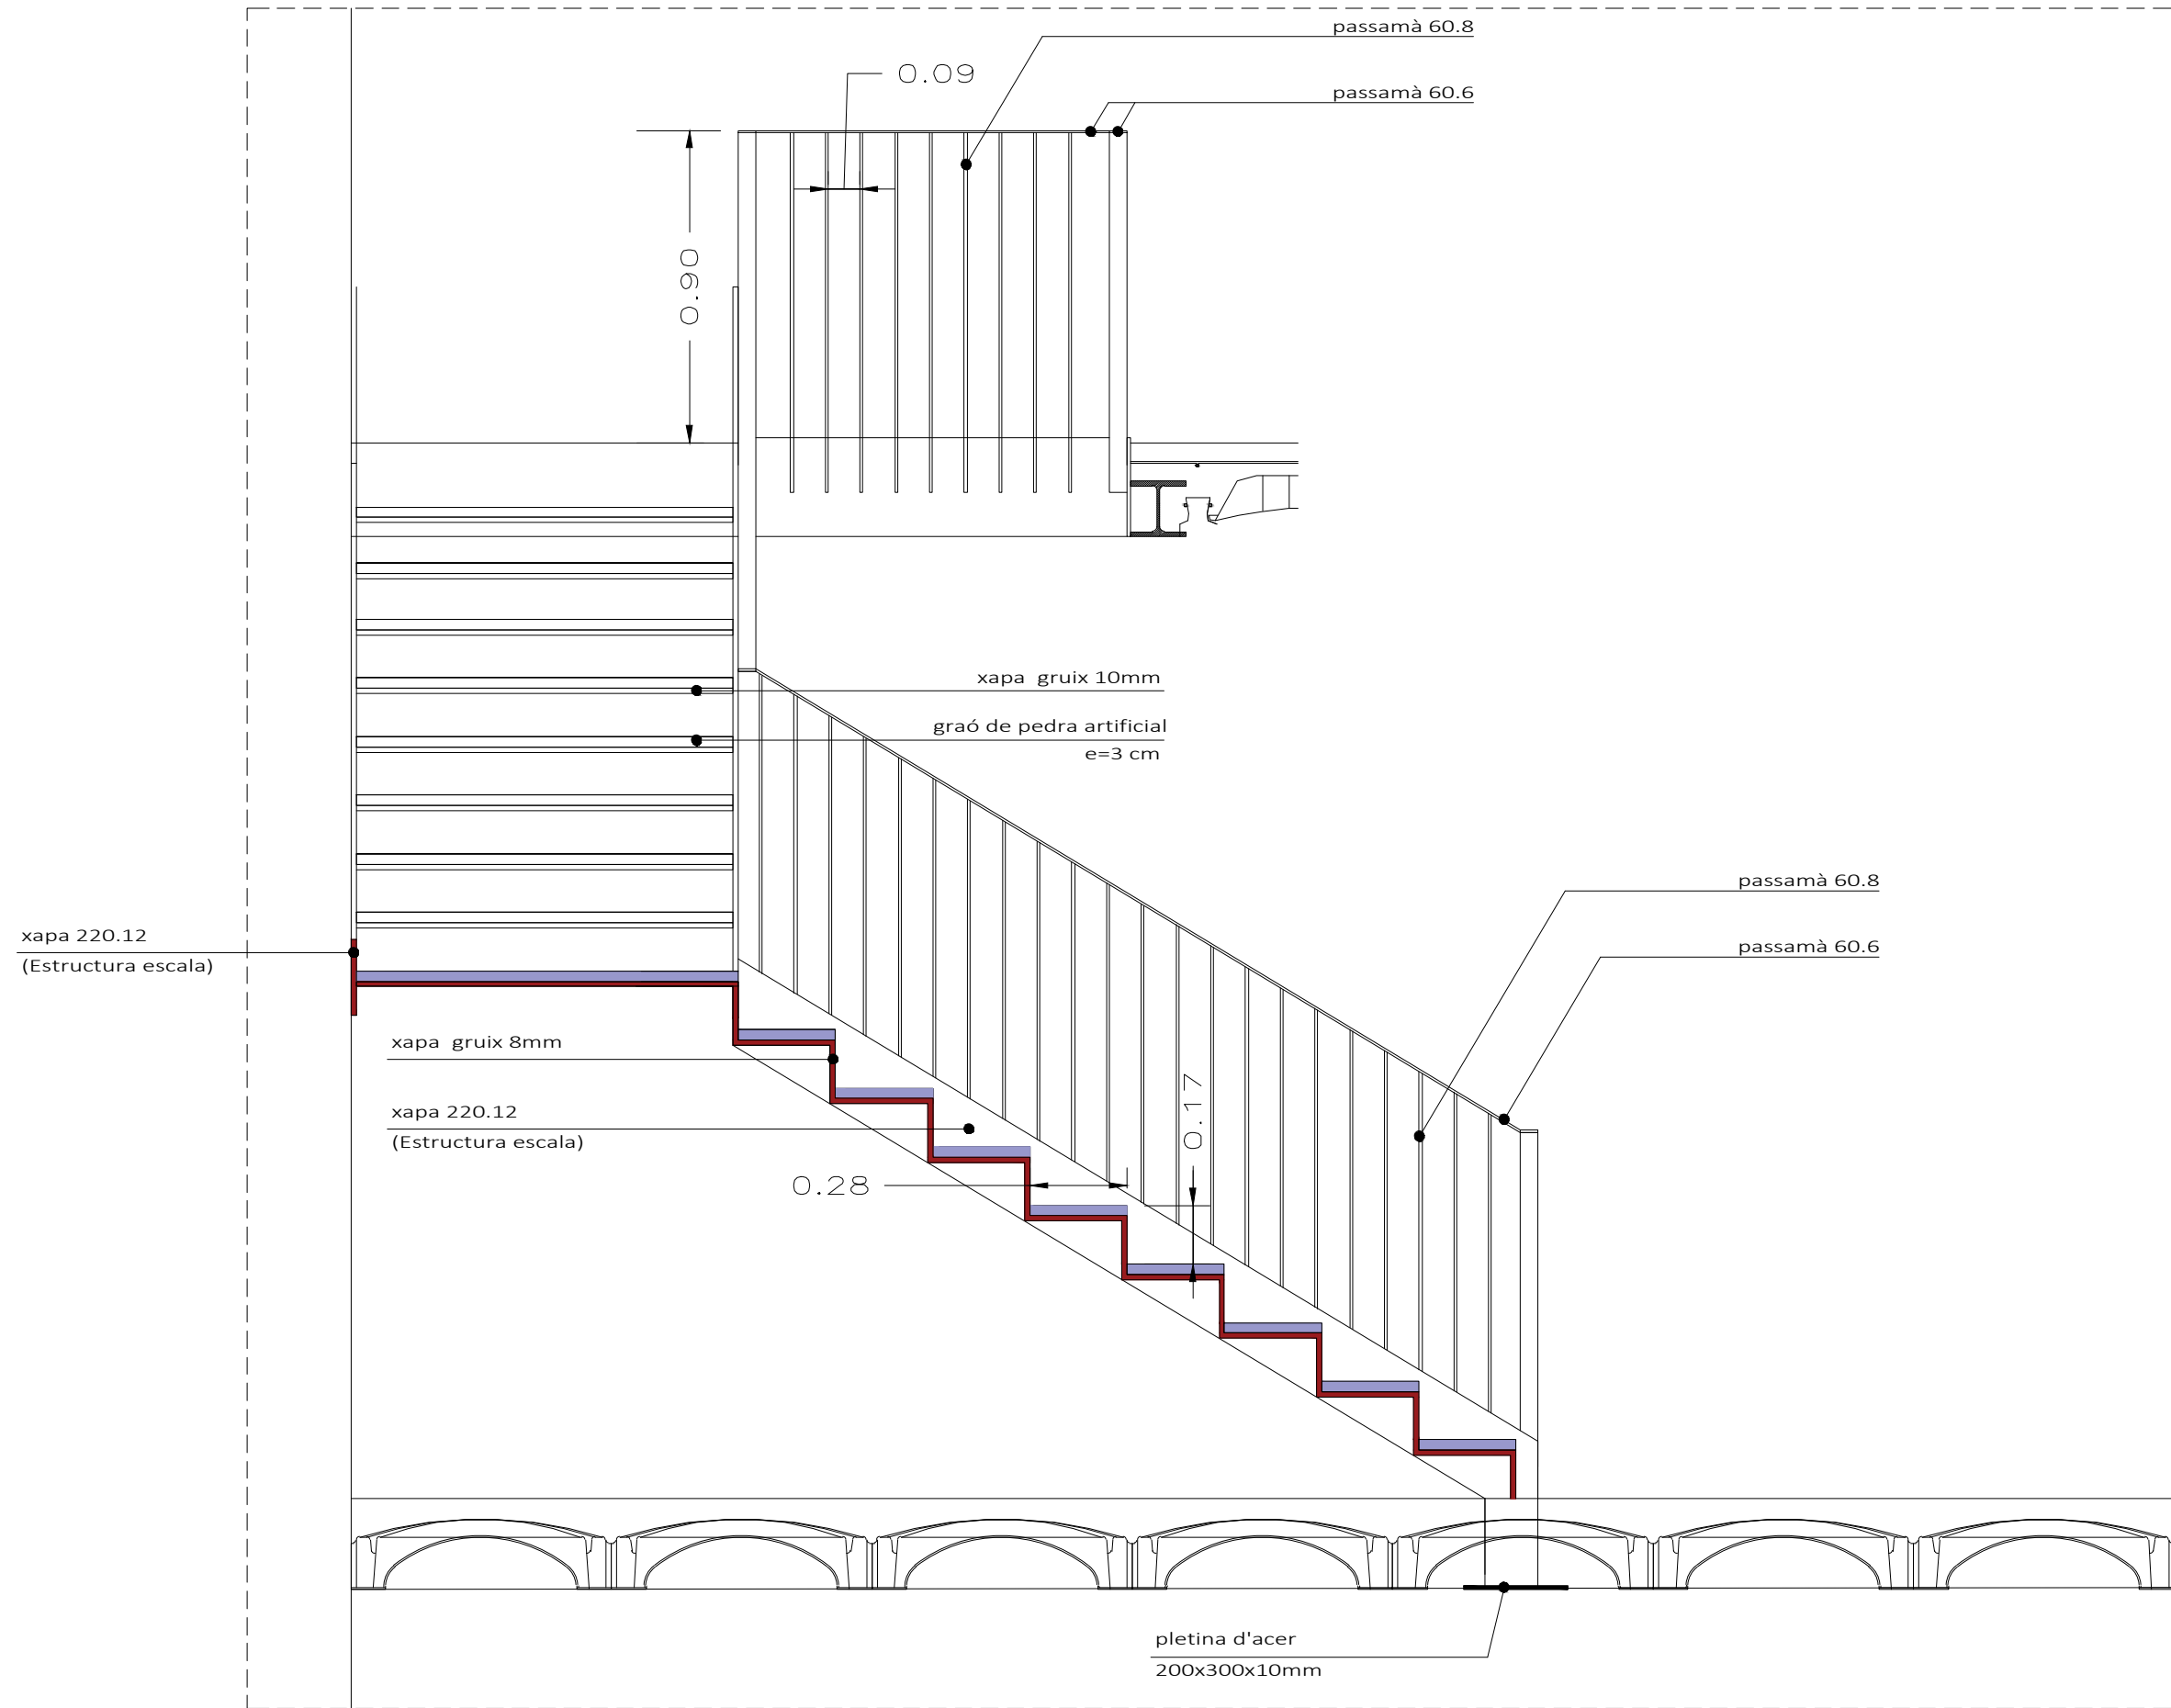 passamà 60.8
0.09
passamà 60.6
0.90
xapa  gruix 10mm
graó de pedra artificial
e=3 cm
passamà 60.8
xapa 220.12
(Estructura escala)
passamà 60.6
xapa  gruix 8mm
xapa 220.12
(Estructura escala)
0.17
0.28
pletina d'acer
200x300x10mm